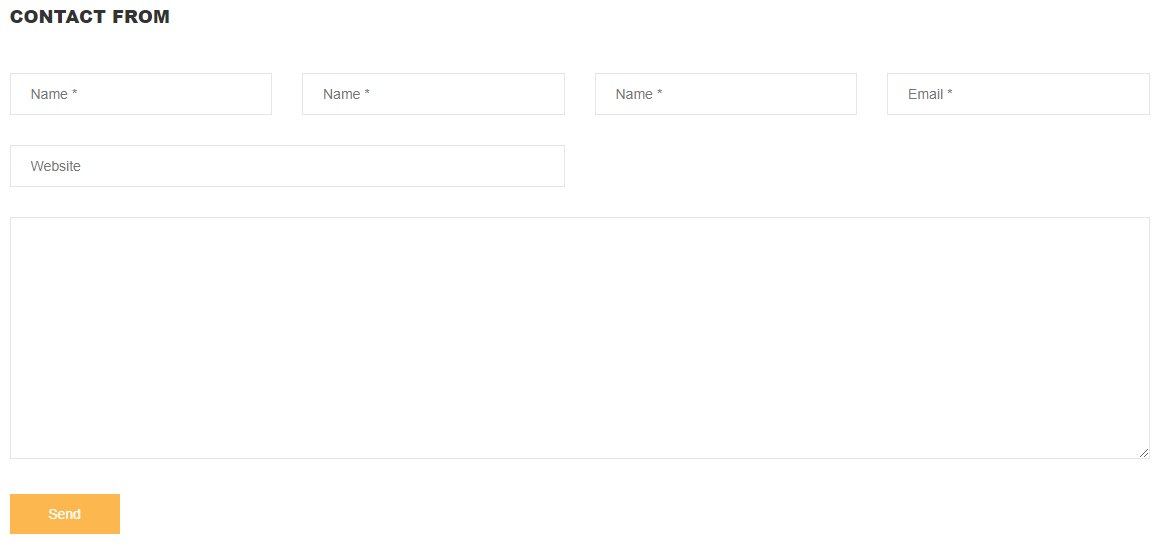 CONTACT FROM
Name * Name * Name * Email *
Website
Send